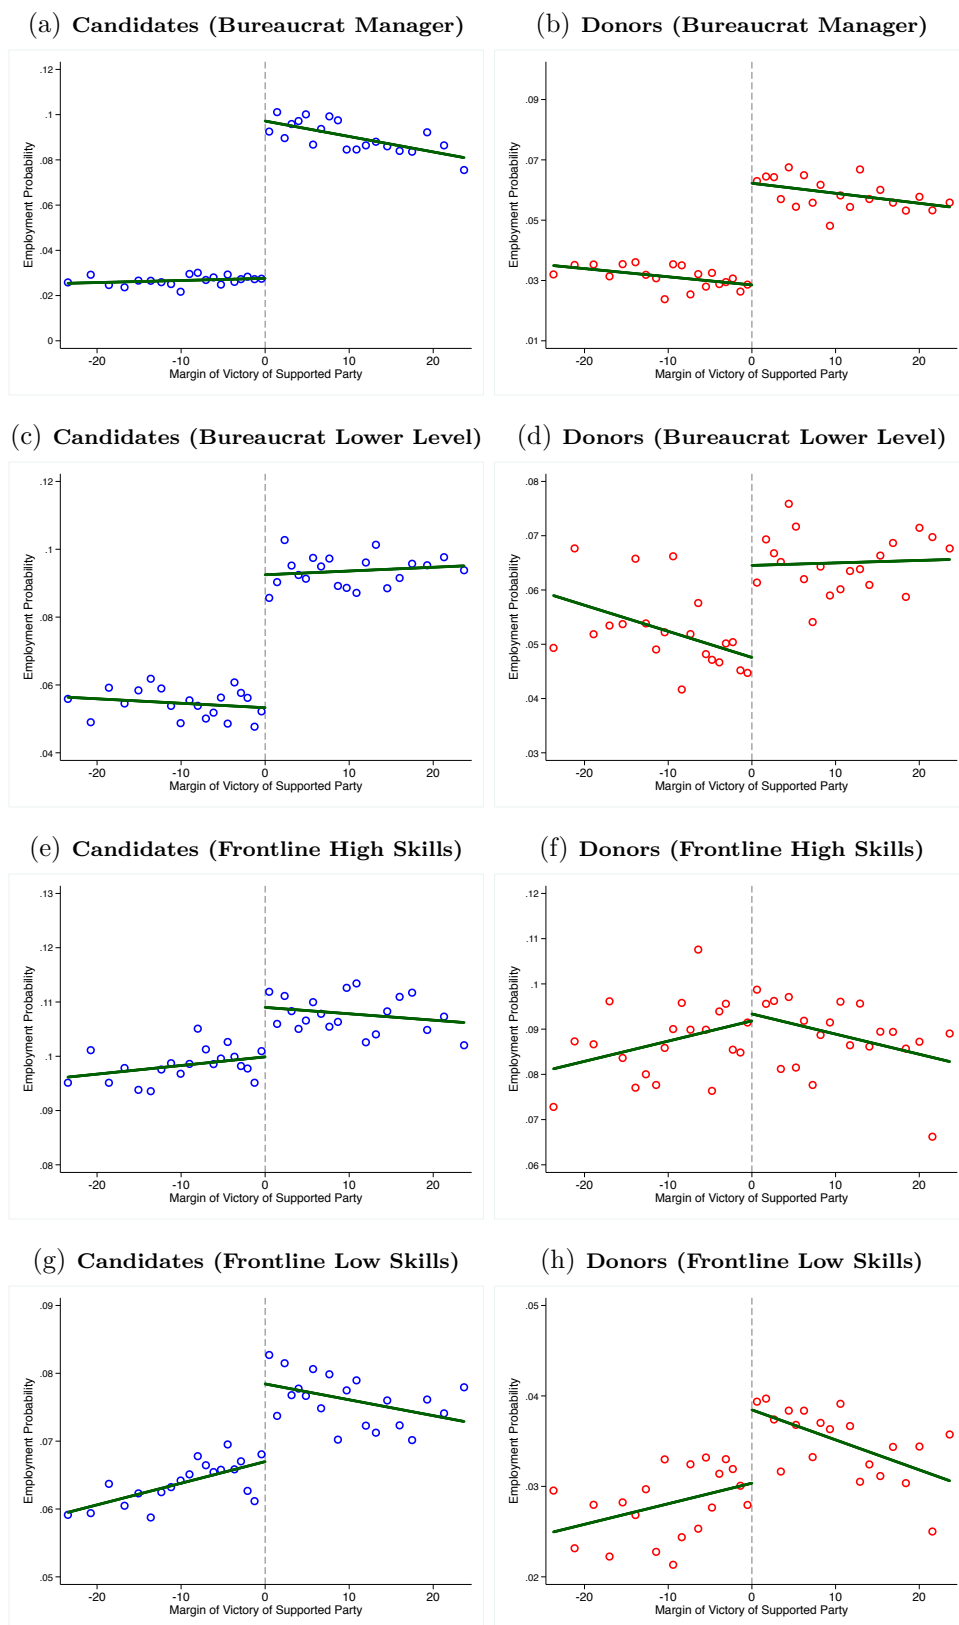 (a) Candidates (Bureaucrat Manager)
(b) Donors (Bureaucrat Manager)
Employment Probability
.12
.1
.08
.06
.04
.02
0
-20 -10 0 10 20
Margin of Victory of Supported Party
Employment Probability
.09
.07
.05
.03
.01
-20 -10 0 10 20
Margin of Victory of Supported Party
(c) Candidates (Bureaucrat Lower Level)
(d) Donors (Bureaucrat Lower Level)
Employment Probability
.12
.1
.08
.06
.04
-20 -10 0 10 20
Margin of Victory of Supported Party
Employment Probability
.08
.07
.06
.05
.04
.03
-20 -10 0 10 20
Margin of Victory of Supported Party
(e) Candidates (Frontline High Skills)
(f) Donors (Frontline High Skills)
Employment Probability
.13
.12
.11
.1
.09
.08
-20 -10 0 10 20
Margin of Victory of Supported Party
Employment Probability
.12
.11
.1
.09
.08
.07
.06
-20 -10 0 10 20
Margin of Victory of Supported Party
(g) Candidates (Frontline Low Skills)
(h) Donors (Frontline Low Skills)
Employment Probability
.09
.08
.07
.06
.05
-20 -10 0 10 20
Margin of Victory of Supported Party
Employment Probability
.05
.04
.03
.02
-20 -10 0 10 20
Margin of Victory of Supported Party